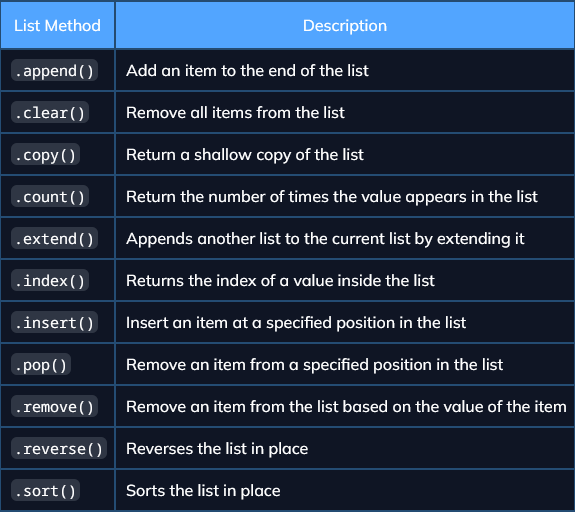 List Method Description
.append() Add an item to the end of the list
.clear() Remove all items from the list
.copy() Return a shallow copy of the list
.count() Return the number of times the value appears in the list
.extend() Appends another list to the current list by extending it
.index() Returns the index of a value inside the list
.insert() Insert an item at a specified position in the list
.pop() Remove an item from a specified position in the list
.remove() Remove an item from the list based on the value of the item
.reverse() Reverses the list in place
.sort() Sorts the list in place